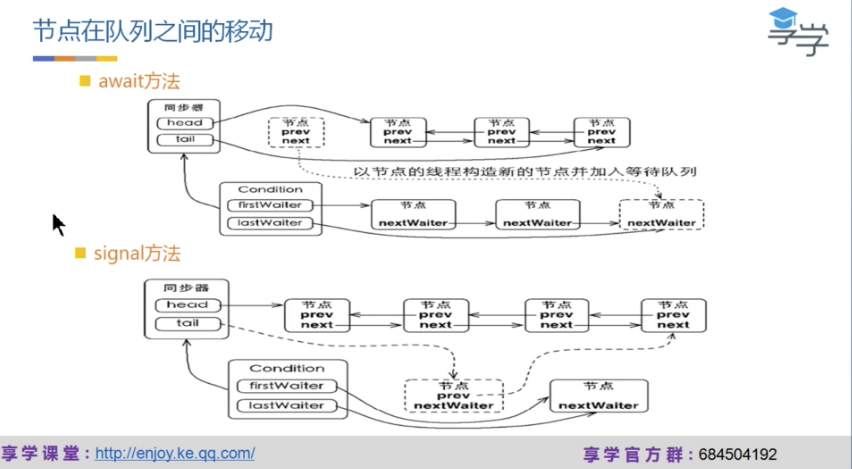 节点在队列之间的移动
享学
await方法
同步器
head
tail
节点
prev
next
节点
prev
next
节点
prev
next
节点
prev
next
以节点的线程构造新的节点并加入等待队列
Condition
firstWaiter
lastWaiter
节点
nextWaiter
节点
nextWaiter
节点
nextWaiter
signal方法
同步器
head
tail
节点
prev
next
节点
prev
next
节点
prev
next
节点
prev
next
Condition
firstWaiter
lastWaiter
节点
prev
nextWaiter
节点
nextWaiter
享学课堂：http://enjoy.ke.qq.com/
享学官方群：684504192